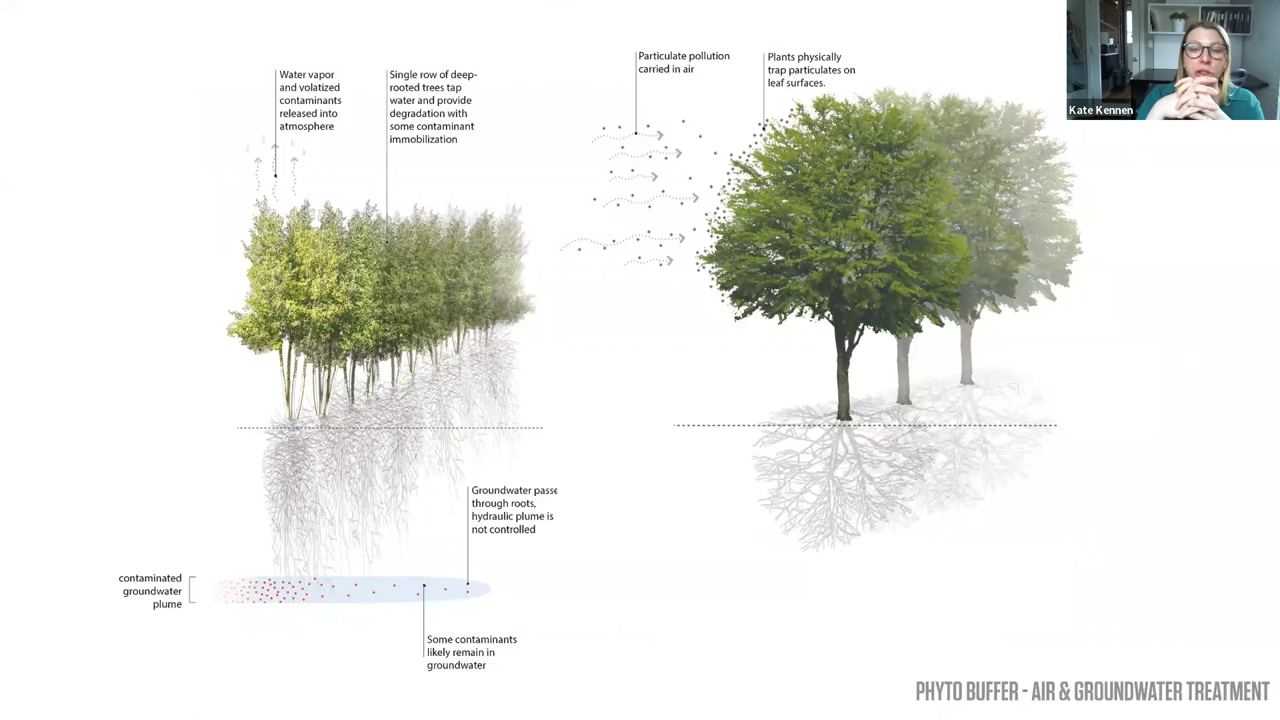 Water vapor
and volatized
contaminants
released into
atmosphere
Single row of deep-
rooted trees tap
water and provide
degradation with
some contaminant
immobilization
Particulate pollution
carried in air
Plants physically
trap particulates on
leaf surfaces.
Kate Kennen
Groundwater passe
through roots,
hydraulic plume is
not controlled
contaminated
groundwater
plume
Some contaminants
likely remain in
groundwater
PHYTO BUFFER - AIR & GROUNDWATER TREATMENT